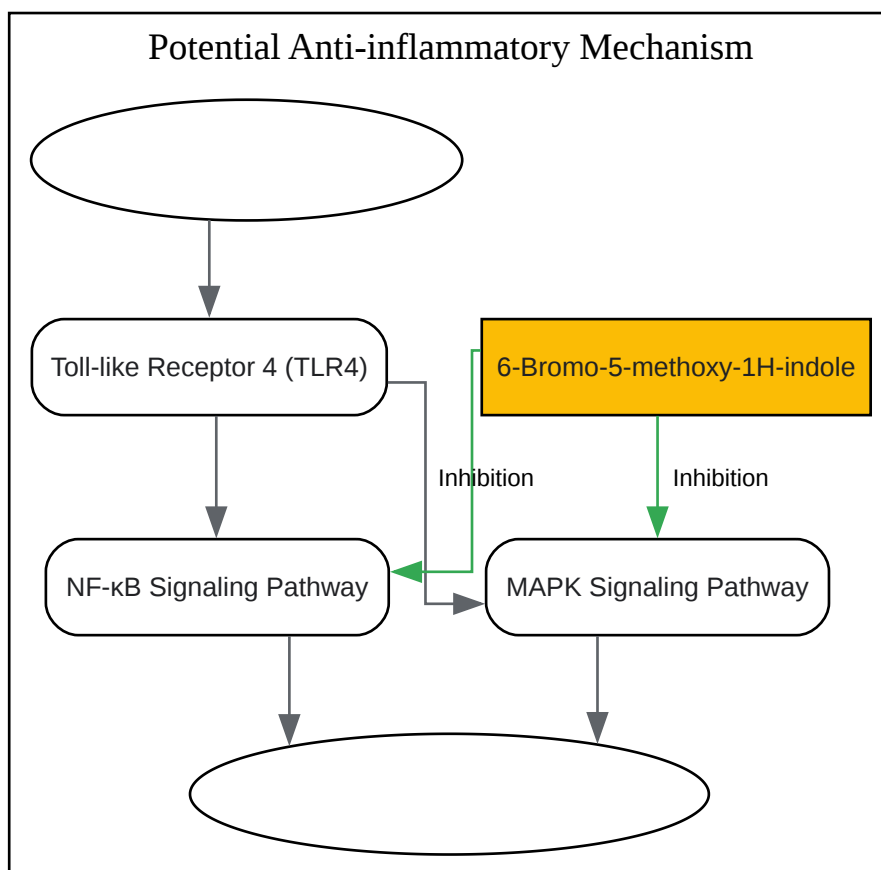 Potential Anti-inflammatory Mechanism
Toll-like Receptor 4 (TLR4)
6-Bromo-5-methoxy-1H-indole
Inhibition
Inhibition
NF-κB Signaling Pathway
MAPK Signaling Pathway